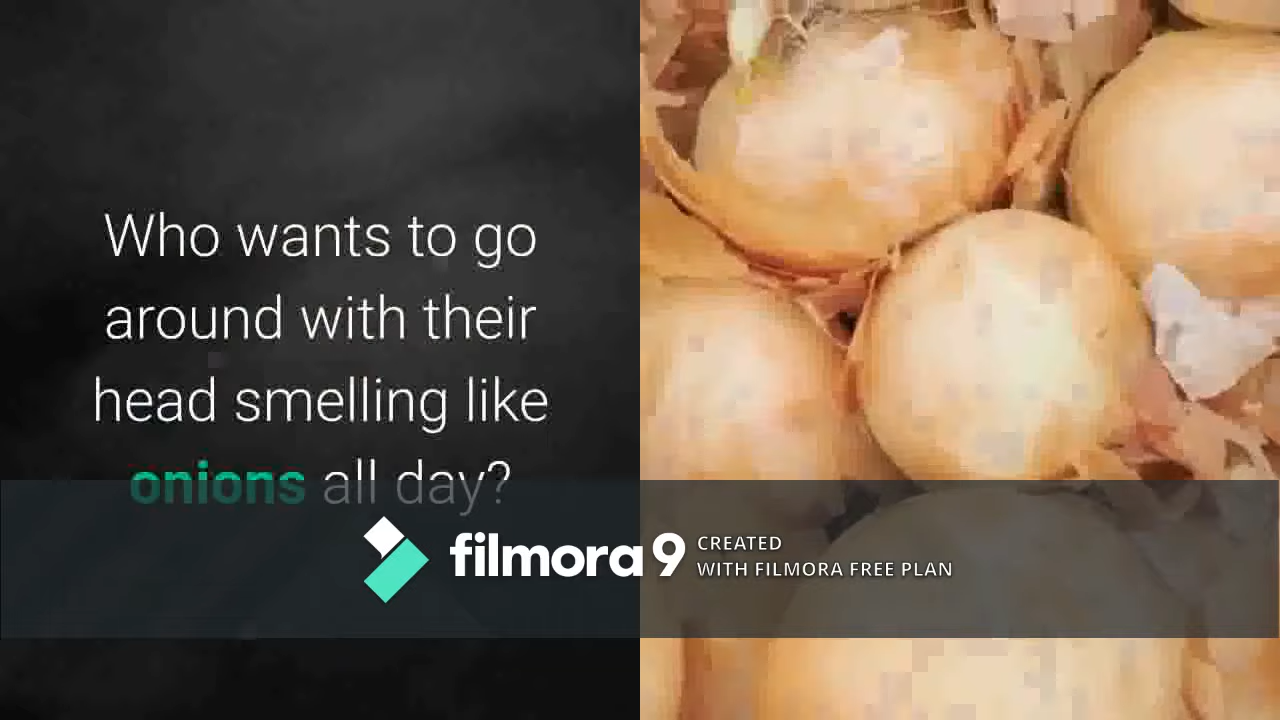 Who wants to go
around with their
head smelling like
onions all day?
filmora9 CREATED
WITH FILMORA FREE PLAN